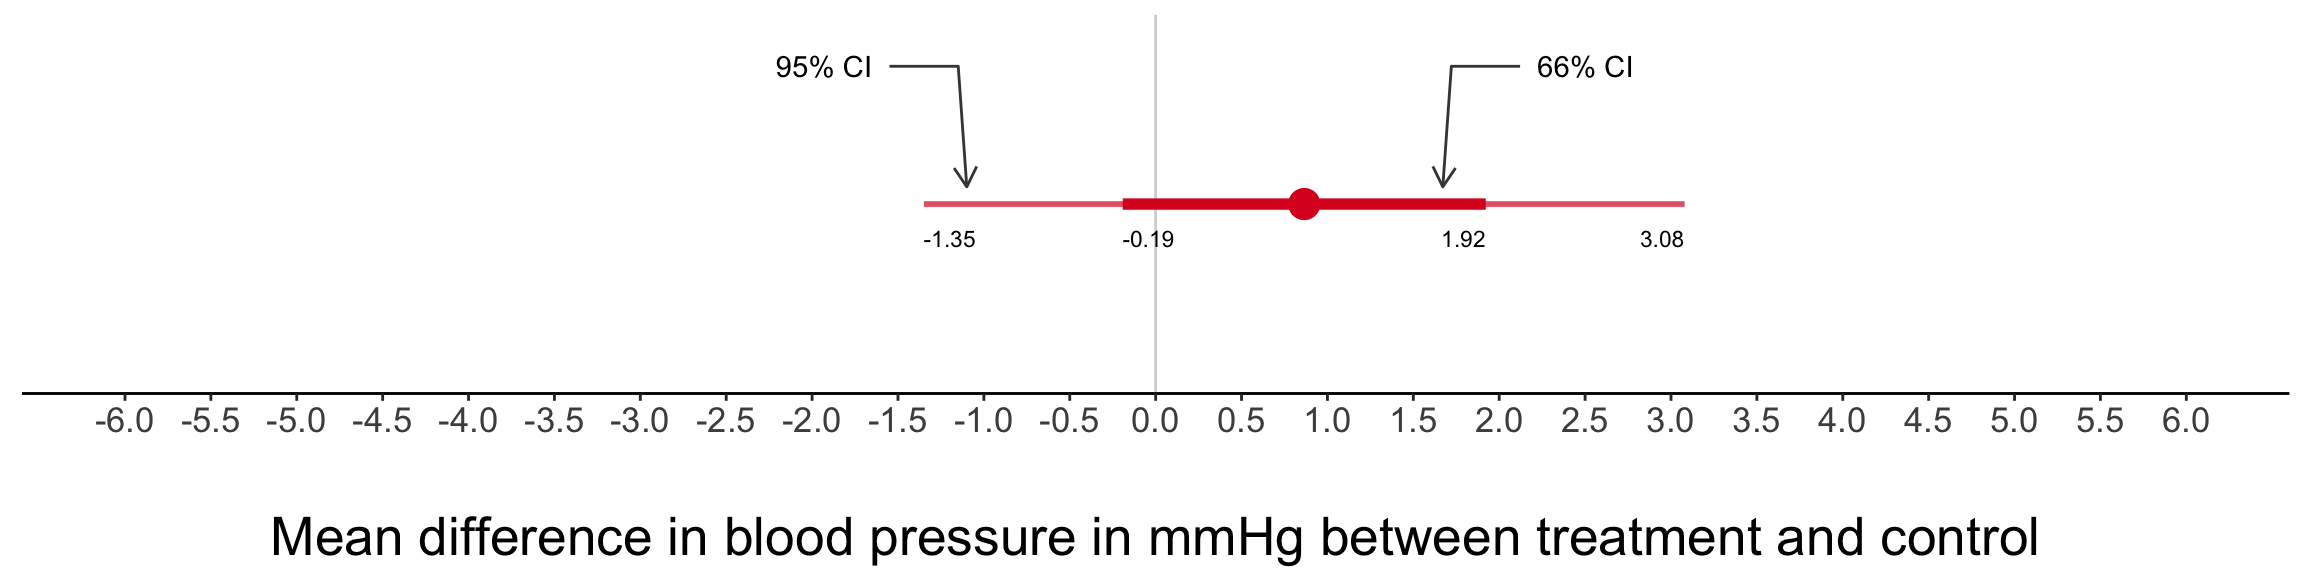 95% CI 66% CI
-1.35 -0.19 1.92 3.08
-6.0 -5.5 -5.0 -4.5 -4.0 -3.5 -3.0 -2.5 -2.0 -1.5 -1.0 -0.5 0.0 0.5 1.0 1.5 2.0 2.5 3.0 3.5 4.0 4.5 5.0 5.5 6.0
Mean difference in blood pressure in mmHg between treatment and control